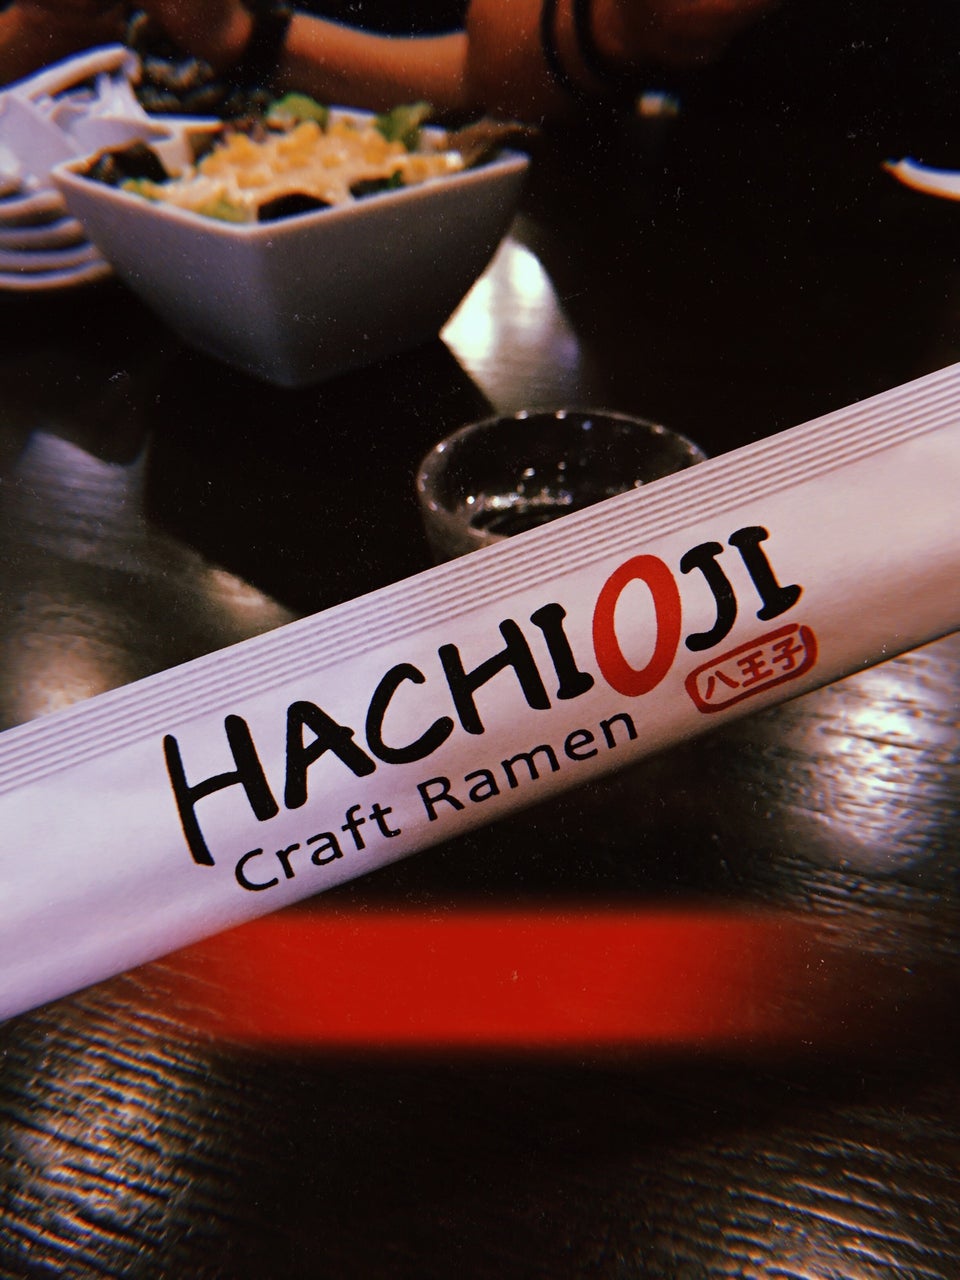 HACHIOJI
八王子
Craft Ramen